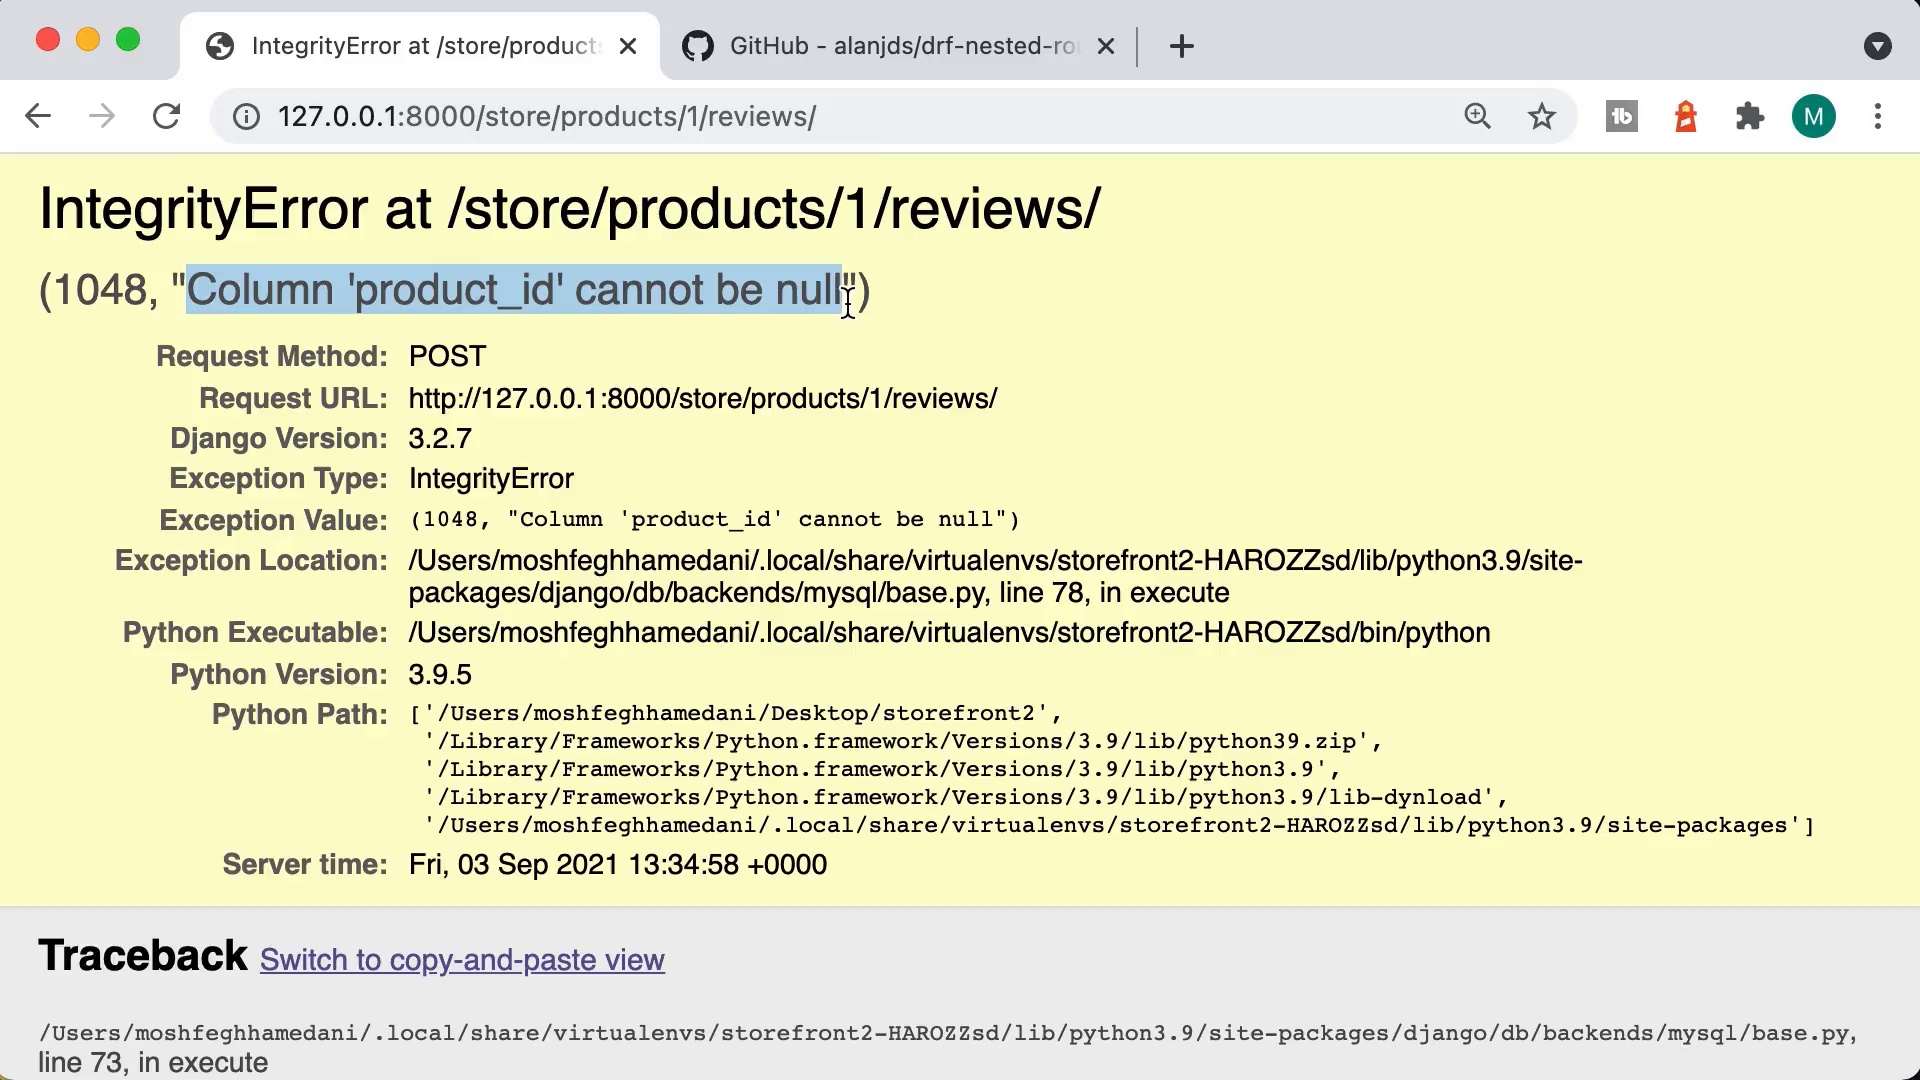 IntegrityError at /store/product
GitHub - alanjds/drf-nested-ro
127.0.0.1:8000/store/products/1/reviews/
M
IntegrityError at /store/products/1/reviews/
(1048, "Column 'product_id' cannot be null")
Request Method: POST
Request URL: http://127.0.0.1:8000/store/products/1/reviews/
Django Version: 3.2.7
Exception Type: IntegrityError
Exception Value: (1048, "Column 'product_id' cannot be null")
Exception Location: /Users/moshfeghhamedani/.local/share/virtualenvs/storefront2-HAROZZsd/lib/python3.9/site-
packages/django/db/backends/mysql/base.py, line 78, in execute
Python Executable: /Users/moshfeghhamedani/.local/share/virtualenvs/storefront2-HAROZZsd/bin/python
Python Version: 3.9.5
Python Path: ['/Users/moshfeghhamedani/Desktop/storefront2',
'/Library/Frameworks/Python.framework/Versions/3.9/lib/python39.zip',
'/Library/Frameworks/Python.framework/Versions/3.9/lib/python3.9',
'/Library/Frameworks/Python.framework/Versions/3.9/lib/python3.9/lib-dynload',
'/Users/moshfeghhamedani/.local/share/virtualenvs/storefront2-HAROZZsd/lib/python3.9/site-packages']
Server time: Fri, 03 Sep 2021 13:34:58 +0000
Traceback Switch to copy-and-paste view
/Users/moshfeghhamedani/.local/share/virtualenvs/storefront2-HAROZZsd/lib/python3.9/site-packages/django/db/backends/mysql/base.py,
line 73, in execute